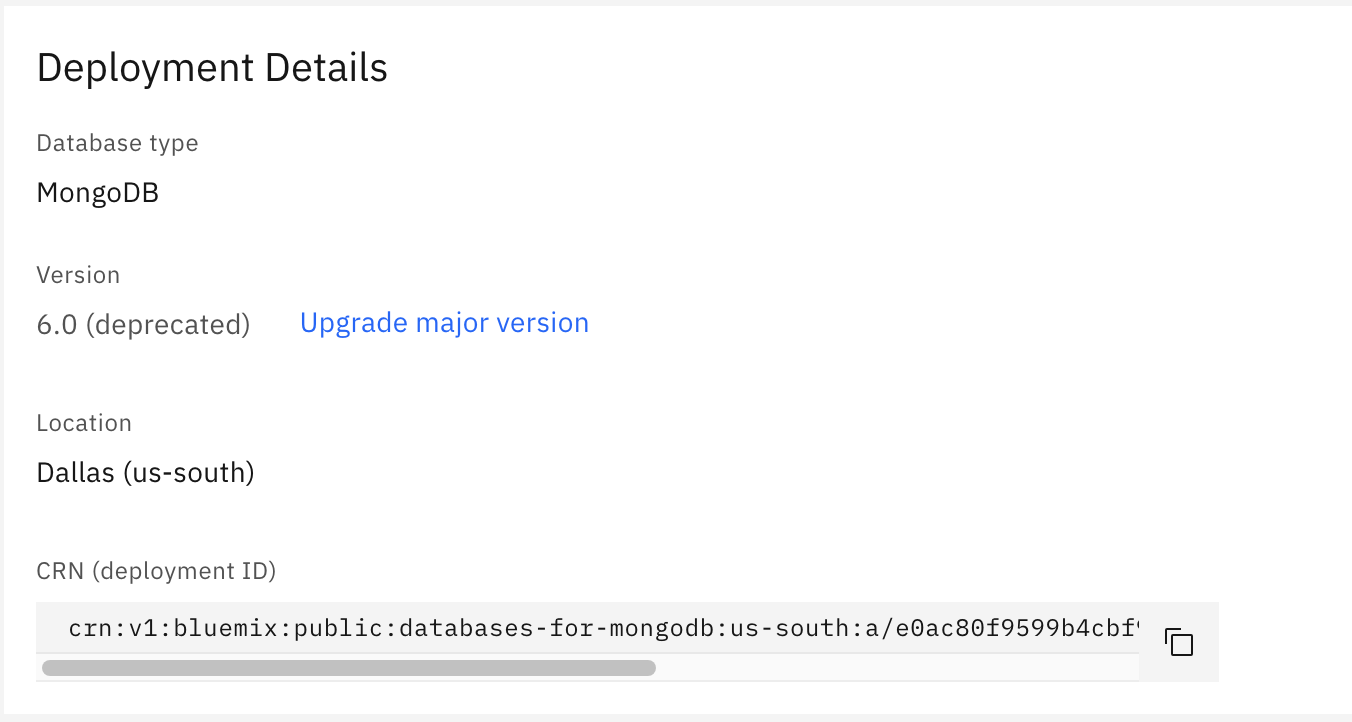 Deployment Details
Database type
MongoDB
Version
6.0 (deprecated) Upgrade major version
Location
Dallas (us-south)
CRN (deployment ID)
crn:v1:bluemix:public:databases-for-mongodb:us-south:a/e0ac80f9599b4cbf